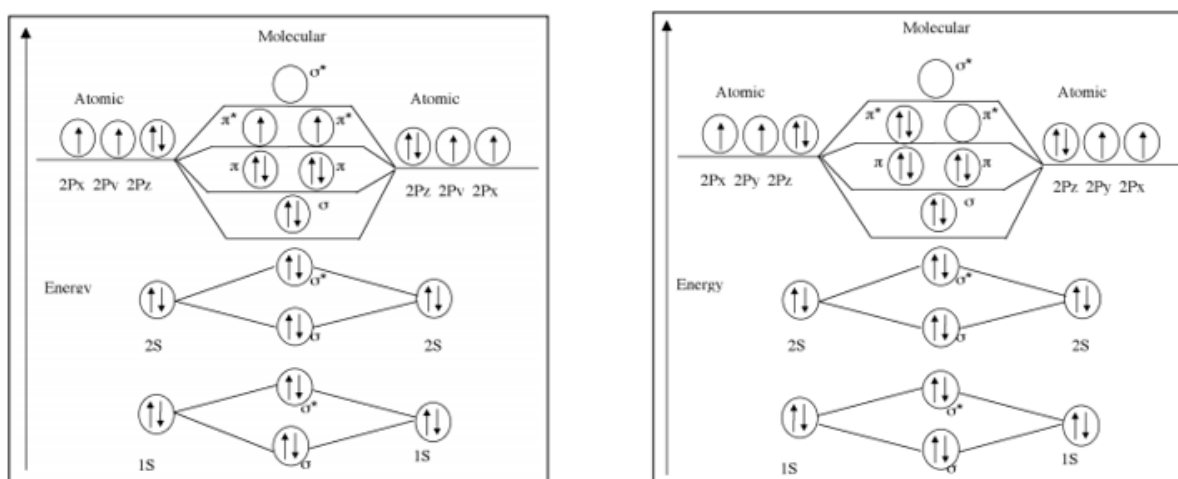 Molecular
σ*
Atomic
Atomic
π* π*
π π
2Px 2Pv 2Pz
2Pz 2Pv 2Px
σ
σ*
Energy
σ
2S
2S
σ*
1S
σ
1S
Molecular
σ*
Atomic
Atomic
π* π*
π π
2Px 2Py 2Pz
2Pz 2Py 2Px
σ
σ*
Energy
σ
2S
2S
σ*
1S
σ
1S